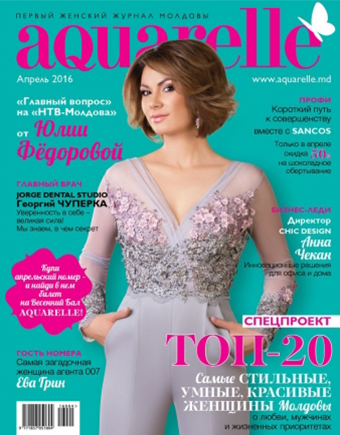 ПЕРВЫЙ ЖЕНСКИЙ ЖУРНАЛ МОЛДОВЫ
aquarelle
Апрель 2016
www.aquarelle.md
«Главный вопрос»
на «НТВ-Молдова»
от Юлии
Фёдоровой
ГЛАВНЫЙ ВРАЧ
JORGE DENTAL STUDIO
Георгий ЧУПЕРКА
Уверенность в себе –
великая сила!
Мы знаем, в чем секрет
Купи
апрельский номер -
и найди в нем
билет
на Весенний Бал
AQUARELLE!
ГОСТЬ НОМЕРА
Самая загадочная
женщина агента 007
Ева Грин
ПРОФИ
Короткий путь
к совершенству
вместе с SANCOS
Только в апреле
скидка 50%
на шоколадное
обертывание
БИЗНЕС-ЛЕДИ
Директор
CHIC DESIGN
Анна
Чекан
Инновационные решения
для офиса и дома
СПЕЦПРОЕКТ
ТОП-20
Самые СТИЛЬНЫЕ,
УМНЫЕ, КРАСИВЫЕ
ЖЕНЩИНЫ Молдовы
о любви, мужчинах
и жизненных приоритетах